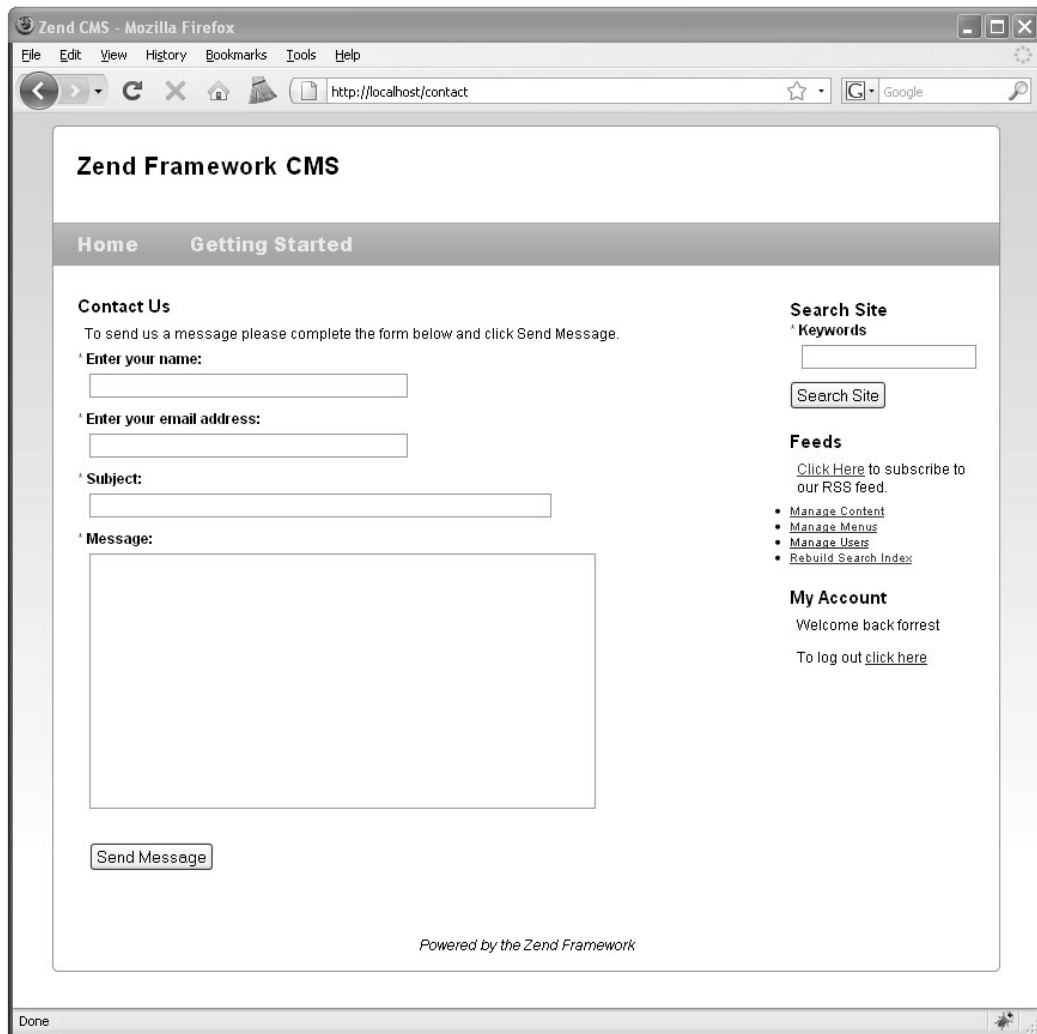 Zend CMS - Mozilla Firefox
File Edit View History Bookmarks Tools Help
http://localhost/contact
G Google
Zend Framework CMS
Home Getting Started
Contact Us
To send us a message please complete the form below and click Send Message.
* Enter your name:
* Enter your email address:
* Subject:
* Message:
Send Message
Search Site
* Keywords
Search Site
Feeds
Click Here to subscribe to
our RSS feed.
Manage Content
Manage Menus
Manage Users
Rebuild Search Index
My Account
Welcome back forrest
To log out click here
Powered by the Zend Framework
Done